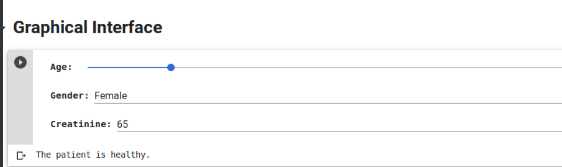 Graphical Interface
Age:
Gender: Female
Creatinine: 65
The patient is healthy.